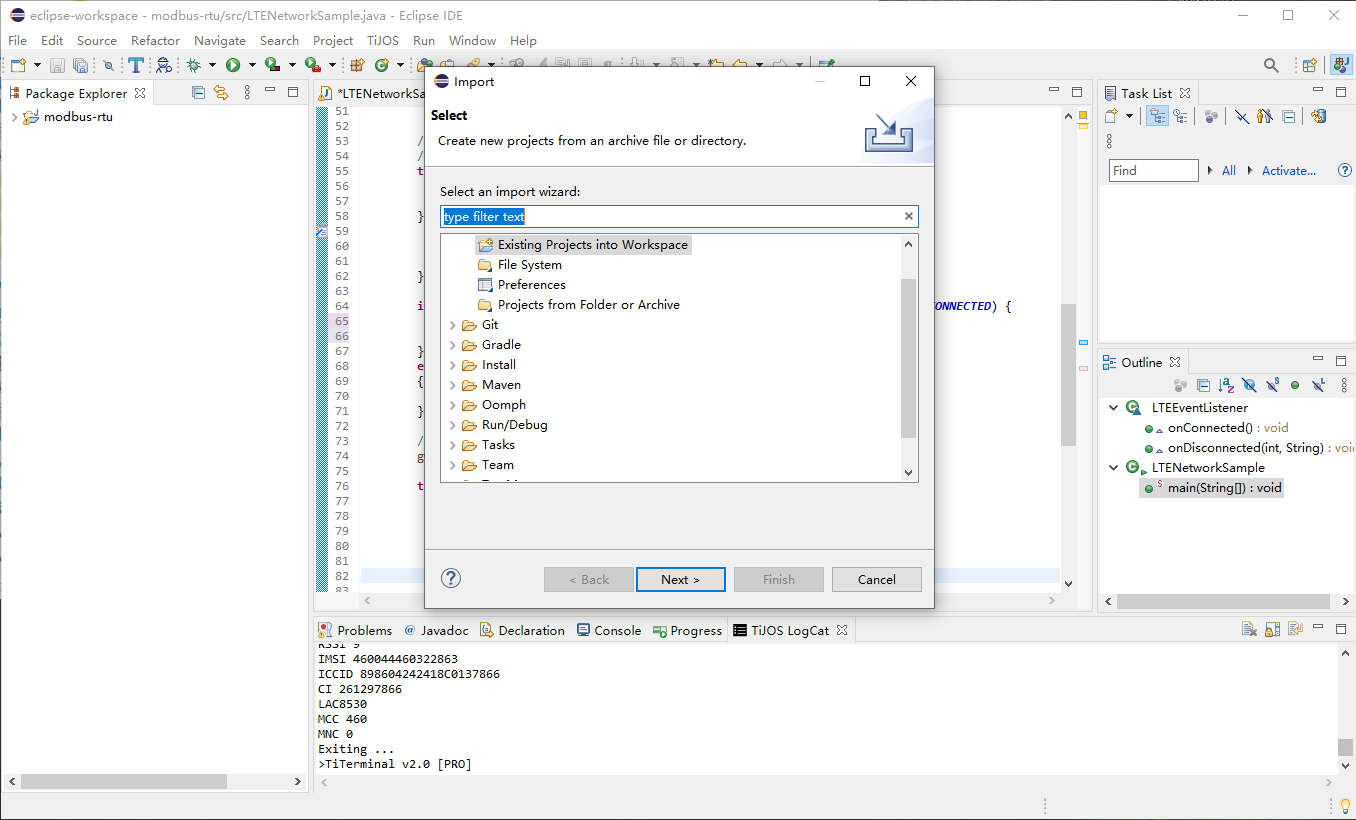 eclipse-workspace - modbus-rtu/src/LTENetworkSample.java - Eclipse IDE
File Edit Source Refactor Navigate Search Project TiJOS Run Window Help
Package Explorer
modbus-rtu
*LTENetworkSa
51
52
53 /
54 /
55 t
56
57
58 }
59
60
61
62 }
63
64 i ONNECTED) {
65
66
67 }
68 e
69 {
70
71 }
72
73 /
74 g
75
76 t
77
78
79
80
81
82
83
Import
Select
Create new projects from an archive file or directory.
Select an import wizard:
type filter text
Existing Projects into Workspace
File System
Preferences
Projects from Folder or Archive
Git
Gradle
Install
Maven
Oomph
Run/Debug
Tasks
Team
< Back Next > Finish Cancel
Task List
Find All Activate...
Outline
LTEEventListener
onConnected() : void
onDisconnected(int, String) : voi
LTENetworkSample
main(String[]) : void
Problems @ Javadoc Declaration Console Progress TiJOS LogCat
RSSI 9
IMSI 460044460322863
ICCID 898604242418C0137866
CI 261297866
LAC8530
MCC 460
MNC 0
Exiting ...
>TiTerminal v2.0 [PRO]